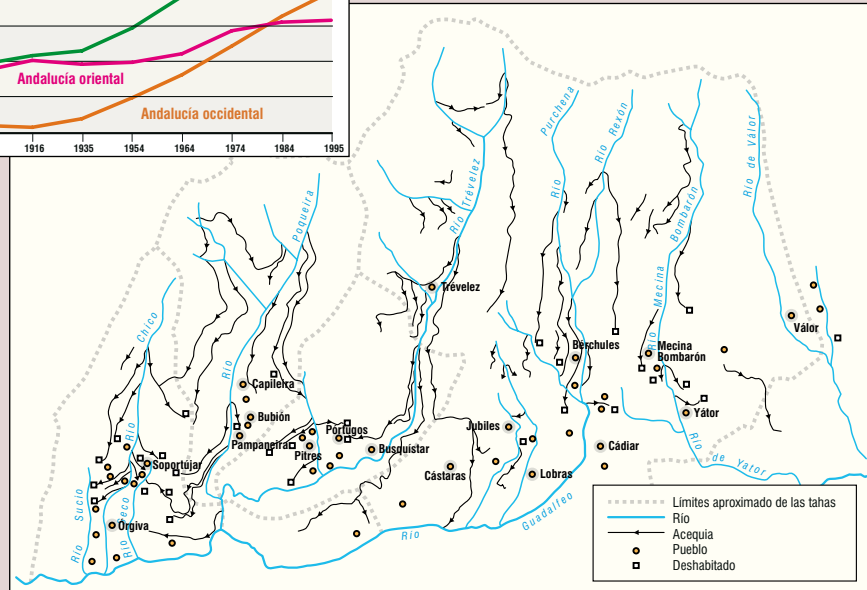 Andalucía oriental
Andalucía occidental
1916 1935 1954 1964 1974 1984 1995
Río Chico
Río Poqueira
Río Trévelez
Río Purchena
Río Rexón
Río Mecina Bombarón
Río de Válor
Trévelez
Válor
Bérchules
Mecina
Bombarón
Capileira
Bubión
Pampaneira
Pórtugos
Pitres
Busquístar
Jubiles
Yátor
Cádiar
Cástaras
Lobras
Soportújar
Órgiva
Río Sucio
Río Seco
Río Guadalfeo
Río de Yator
Límites aproximado de las tahas
Río
Acequia
Pueblo
Deshabitado